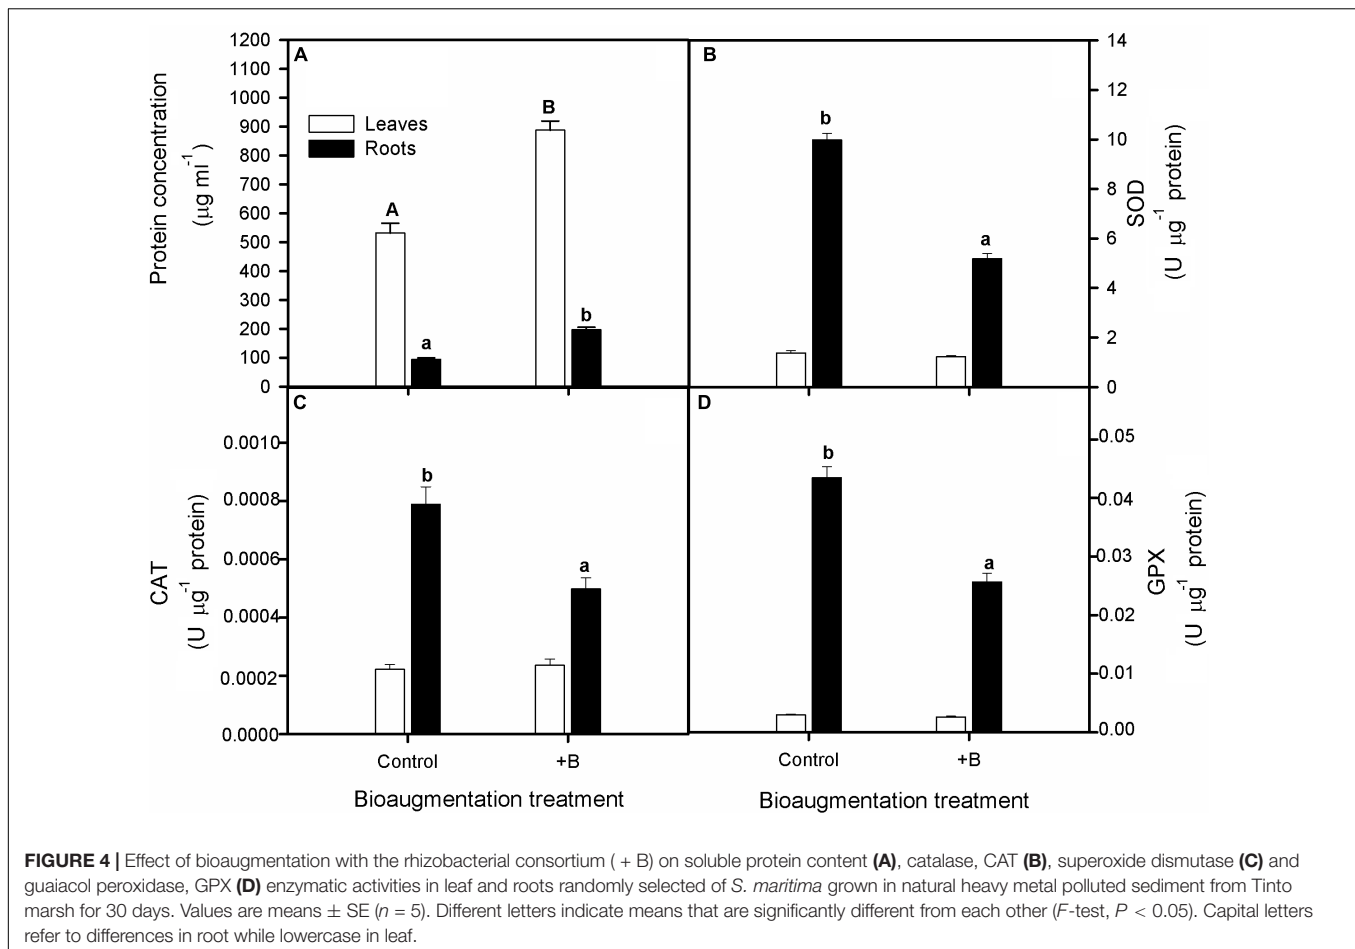 A
Protein concentration
(µg ml⁻¹)
1200
1100
1000
900
800
700
600
500
400
300
200
100
0
Leaves
Roots
A
a
B
b
B
14
12
10
8
6
4
2
0
SOD
(U µg⁻¹ protein)
b
a
C
CAT
(U µg⁻¹ protein)
0.0010
0.0008
0.0006
0.0004
0.0002
0.0000
b
a
Control
+B
Bioaugmentation treatment
D
0.05
0.04
0.03
0.02
0.01
0.00
GPX
(U µg⁻¹ protein)
b
a
Control
+B
Bioaugmentation treatment
FIGURE 4 | Effect of bioaugmentation with the rhizobacterial consortium ( + B) on soluble protein content (A), catalase, CAT (B), superoxide dismutase (C) and
guaiacol peroxidase, GPX (D) enzymatic activities in leaf and roots randomly selected of S. maritima grown in natural heavy metal polluted sediment from Tinto
marsh for 30 days. Values are means ± SE (n = 5). Different letters indicate means that are significantly different from each other (F-test, P < 0.05). Capital letters
refer to differences in root while lowercase in leaf.